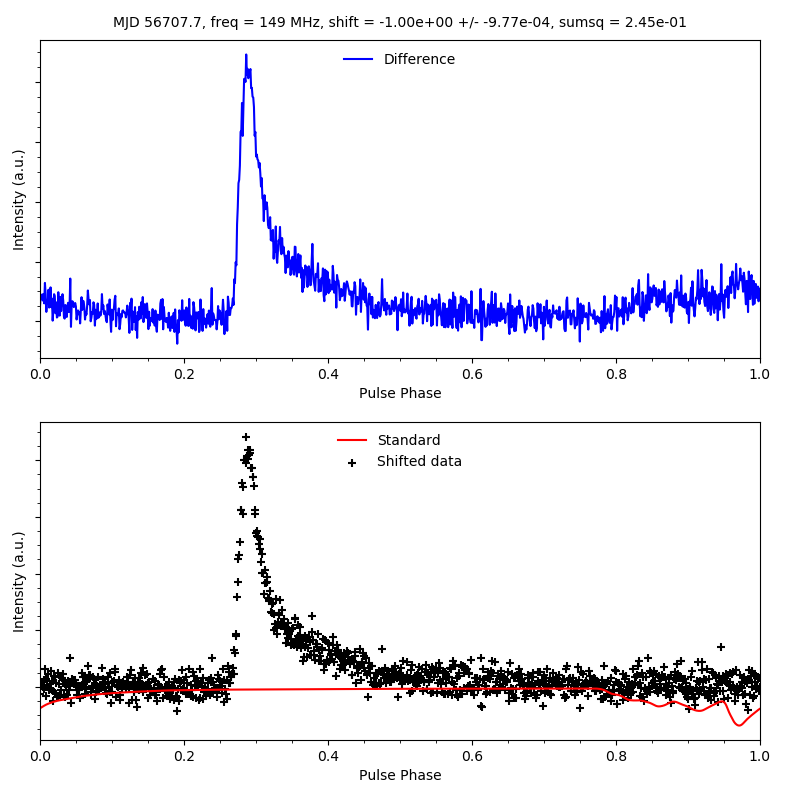 MJD 56707.7, freq = 149 MHz, shift = -1.00e+00 +/- -9.77e-04, sumsq = 2.45e-01
Difference
Intensity (a.u.)
0.0 0.2 0.4 0.6 0.8 1.0
Pulse Phase
Standard
Shifted data
Intensity (a.u.)
0.0 0.2 0.4 0.6 0.8 1.0
Pulse Phase